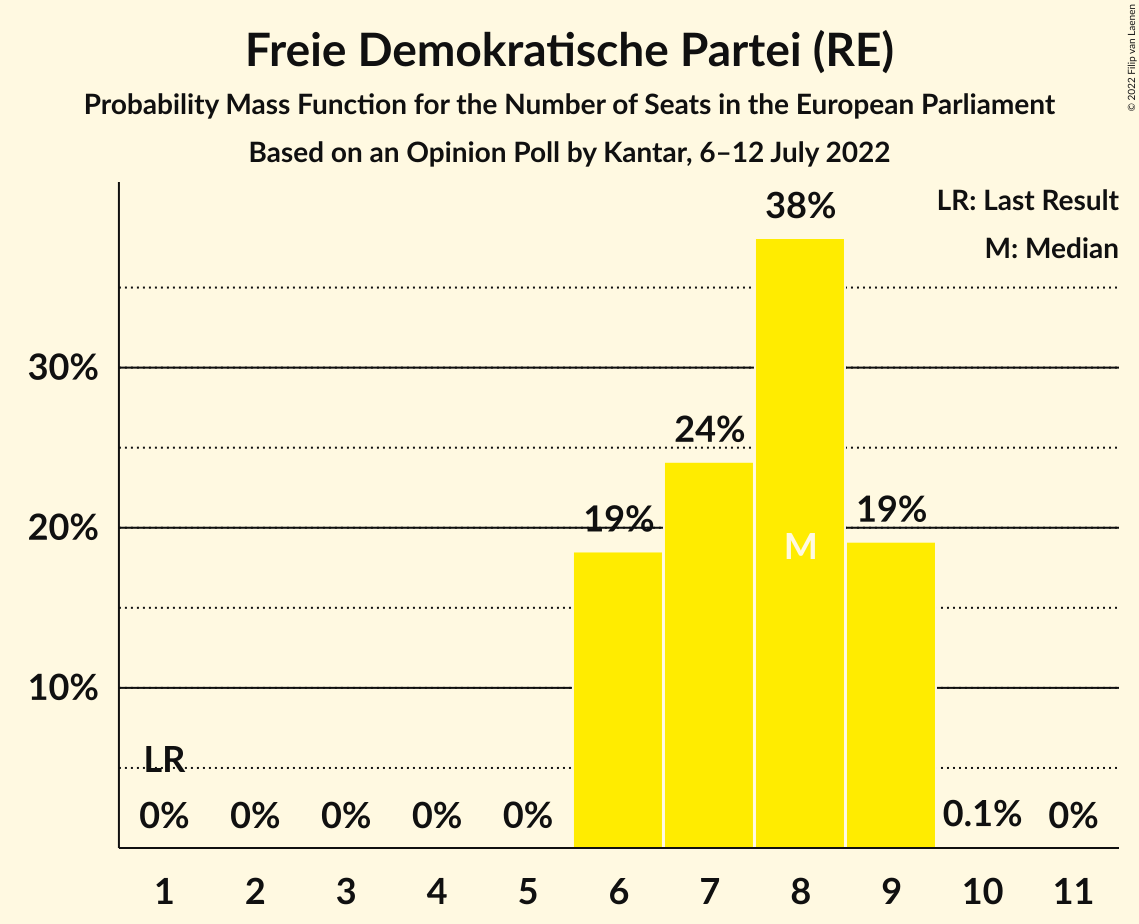 Freie Demokratische Partei (RE)
Probability Mass Function for the Number of Seats in the European Parliament
Based on an Opinion Poll by Kantar, 6–12 July 2022
© 2022 Filip van Laenen
LR: Last Result
M: Median
38%
30%
24%
20%
19%
19%
M
10%
LR
0% 0% 0% 0% 0% 0.1% 0%
1 2 3 4 5 6 7 8 9 10 11